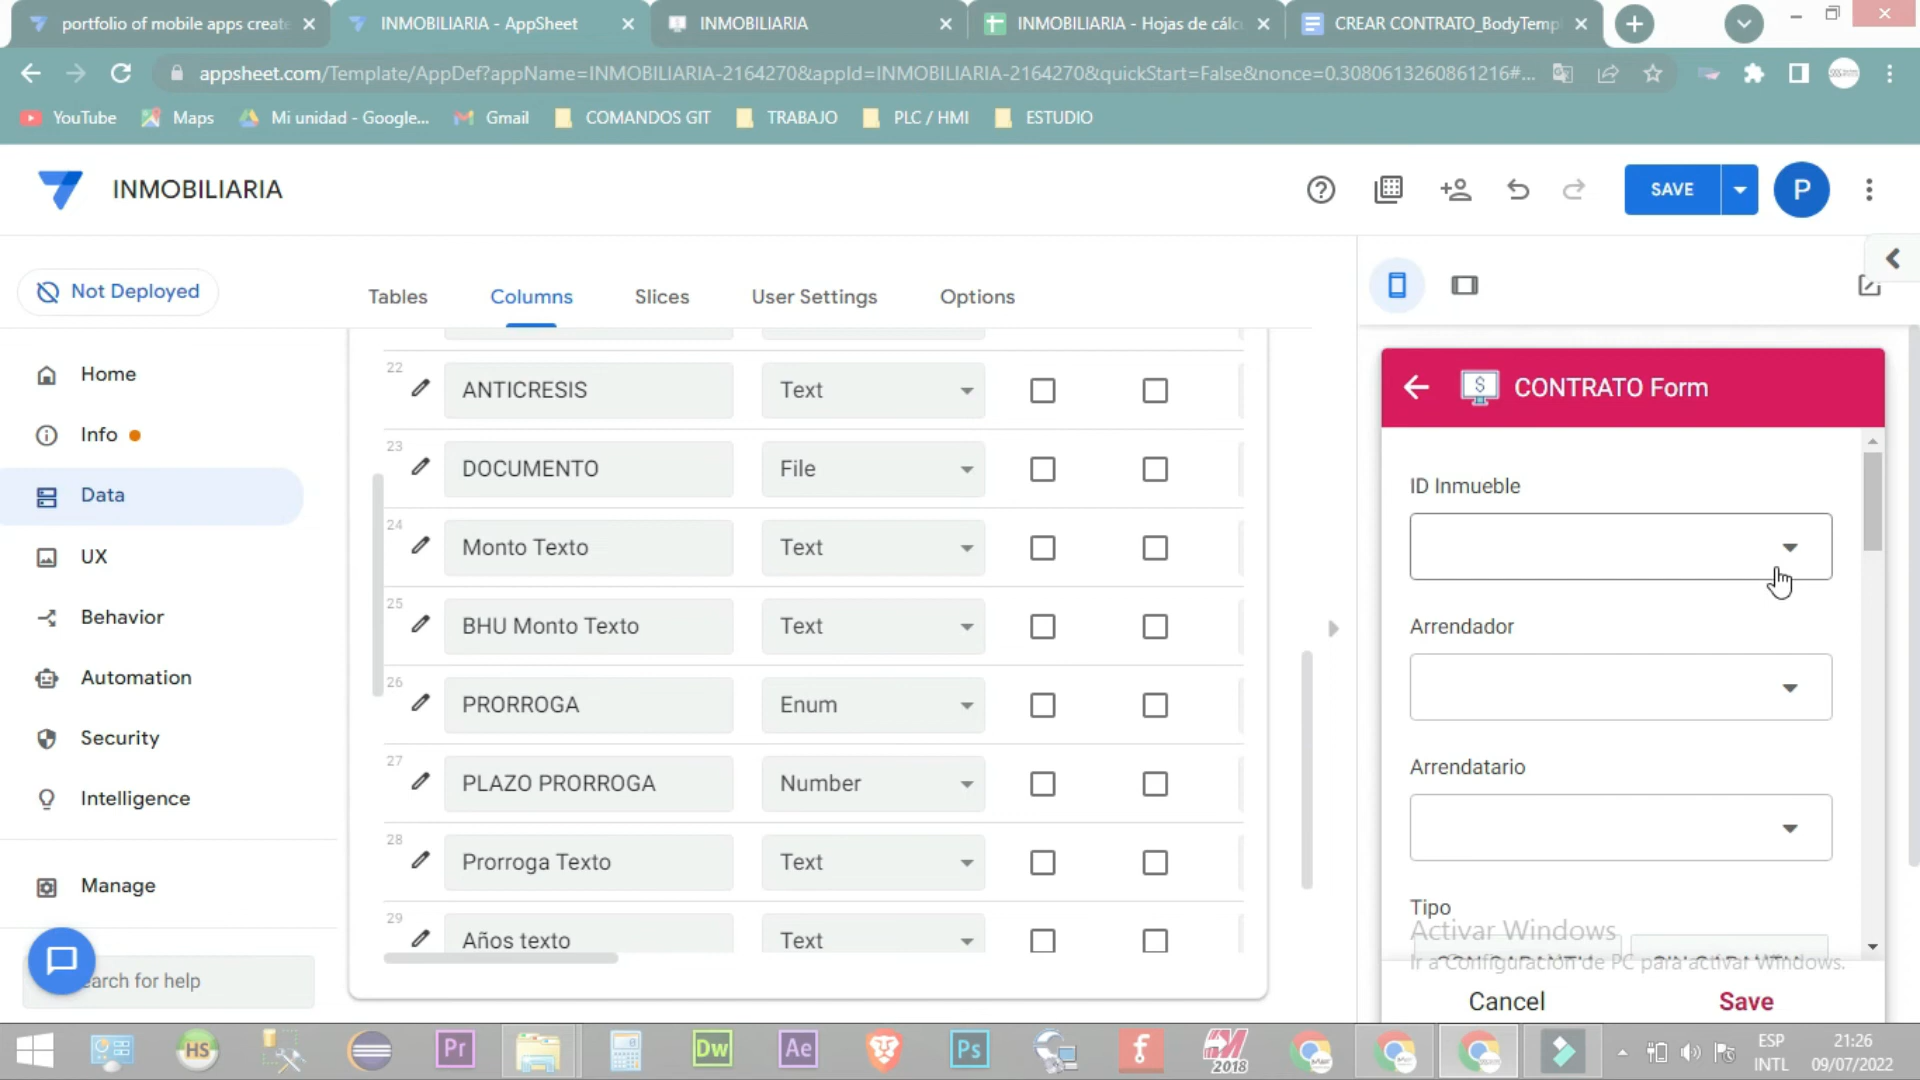 portfolio of mobile apps create
INMOBILIARIA - AppSheet
INMOBILIARIA
INMOBILIARIA - Hojas de cálcu
CREAR CONTRATO_BodyTemp
appsheet.com/Template/AppDef?appName=INMOBILIARIA-2164270&appId=INMOBILIARIA-2164270&quickStart=False&nonce=0.3080613260861216#...
YouTube
Maps
Mi unidad - Google...
Gmail
COMANDOS GIT
TRABAJO
PLC / HMI
ESTUDIO
INMOBILIARIA
SAVE
P
Not Deployed
Tables
Columns
Slices
User Settings
Options
Home
Info
Data
UX
Behavior
Automation
Security
Intelligence
Manage
earch for help
22 ANTICRESIS Text
23 DOCUMENTO File
24 Monto Texto Text
25 BHU Monto Texto Text
26 PRORROGA Enum
27 PLAZO PRORROGA Number
28 Prorroga Texto Text
29 Años texto Text
CONTRATO Form
ID Inmueble
Arrendador
Arrendatario
Tipo
Activar Windows
Ir a Configuración de PC para activar Windows.
Cancel
Save
HS
Pr
Dw
Ae
Ps
f
2018
ESP
INTL
21:26
09/07/2022